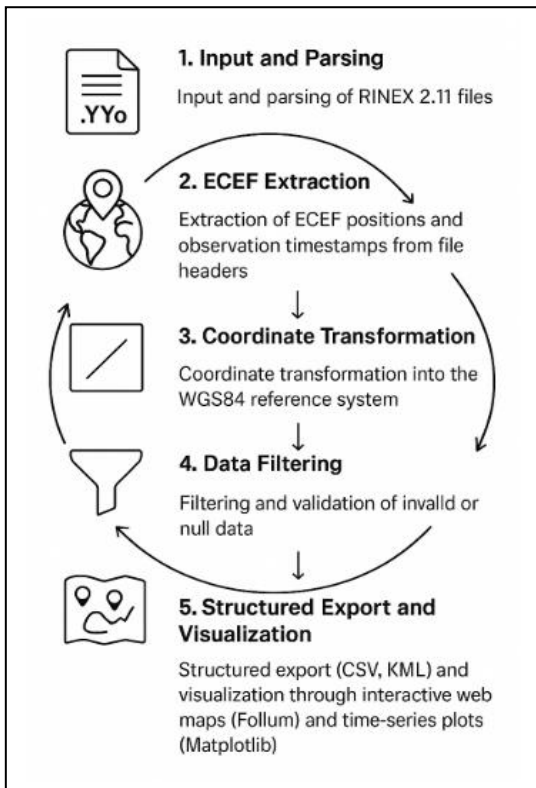 1. Input and Parsing
.YYo
Input and parsing of RINEX 2.11 files
2. ECEF Extraction
Extraction of ECEF positions and
observation timestamps from file
headers
3. Coordinate Transformation
Coordinate transformation into the
WGS84 reference system
4. Data Filtering
Filtering and validation of invalld or
null data
5. Structured Export and
Visualization
Structured export (CSV, KML) and
visualization through interactive web
maps (Follum) and time-series plots
(Matplotlib)